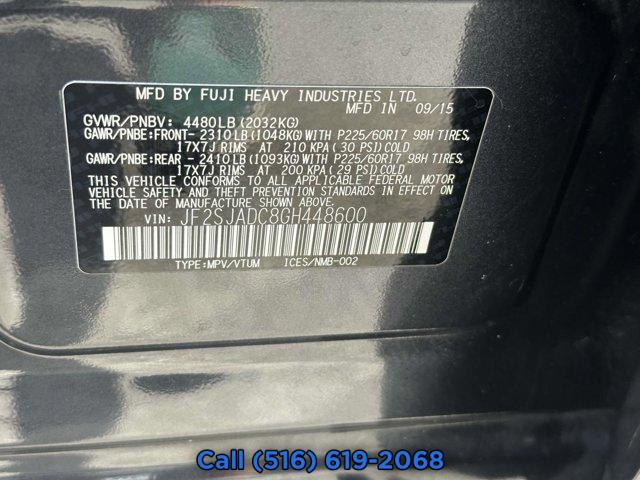 MFD BY FUJI HEAVY INDUSTRIES LTD.
MFD IN 09/15
GVWR/PNBV: 4480LB(2032KG)
GAWR/PNBE:FRONT- 2310LB(1048KG)WITH P225/60R17 98H TIRES,
17X7J RIMS AT 210 KPA(30 PSI)COLD
GAWR/PNBE:REAR - 2410LB(1093KG)WITH P225/60R17 98H TIRES,
17X7J RIMS AT 200 KPA(29 PSI)COLD
THIS VEHICLE CONFORMS TO ALL APPLICABLE FEDERAL MOTOR
VEHICLE SAFETY AND THEFT PREVENTION STANDARDS IN EFFECT ON
THE DATE OF MANUFACTURE SHOWN ABOVE.
VIN: JF2SJADC8GH448600
TYPE:MPV/VTUM ICES/NMB-002
Call (516) 619-2068